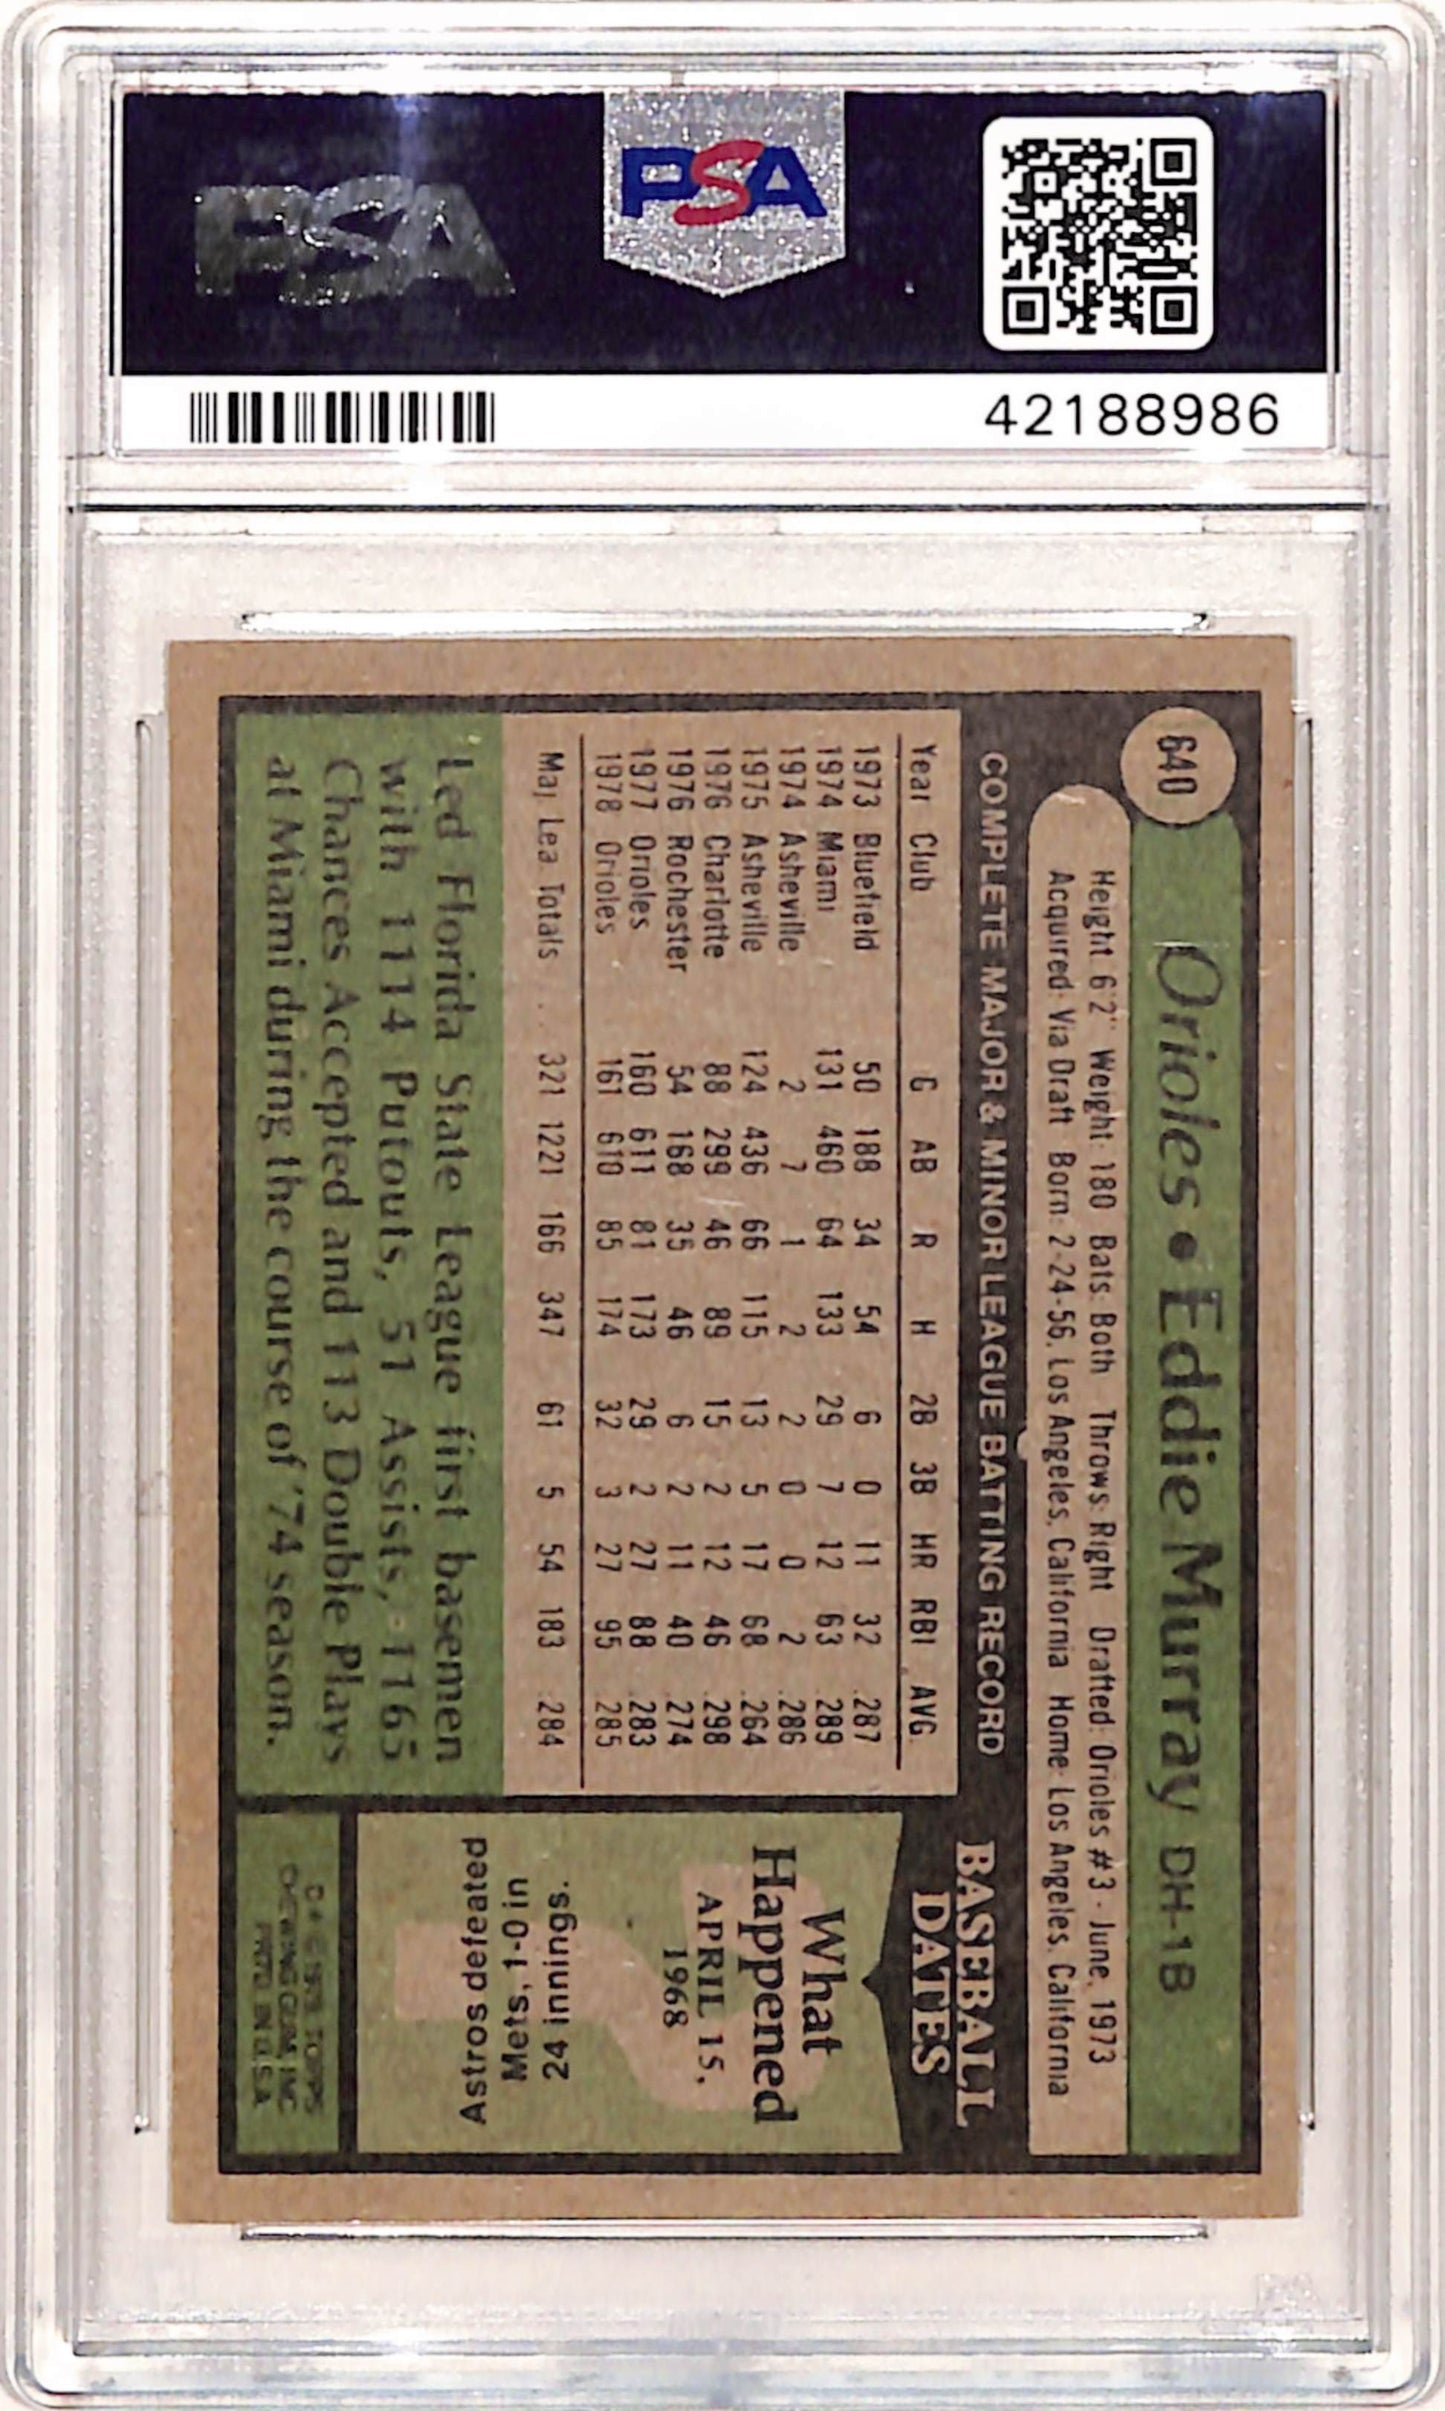 PSA
PSA
42188986
640
Orioles • Eddie Murray DH-1B
Height: 6'2" Weight: 180 Bats: Both Throws: Right Drafted: Orioles #3 - June, 1973
Acquired: Via Draft Born: 2-24-56, Los Angeles, California Home: Los Angeles, California
COMPLETE MAJOR & MINOR LEAGUE BATTING RECORD
Year Club G AB R H 2B 3B HR RBI AVG.
1973 Bluefield 50 188 34 54 6 0 11 32 .287
1974 Miami 131 460 64 133 29 7 12 63 .289
1974 Asheville 2 7 1 2 2 0 0 2 .286
1975 Asheville 124 436 66 115 13 5 17 68 .264
1976 Charlotte 88 299 46 89 15 2 12 46 .298
1976 Rochester 54 168 35 46 6 2 11 40 .274
1977 Orioles 160 611 81 173 29 2 27 88 .283
1978 Orioles 161 610 85 174 32 3 27 95 .285
Maj. Lea. Totals . . 321 1221 166 347 61 5 54 183 .284
Led Florida State League first basemen
with 1114 Putouts, 51 Assists, 1165
Chances Accepted and 113 Double Plays
at Miami during the course of '74 season.
BASEBALL
DATES
What
Happened
APRIL 15,
1968
Astros defeated
Mets, 1-0 in
24 innings.
TOPPS
CHEWING GUM, INC.
PRTD. IN U.S.A.